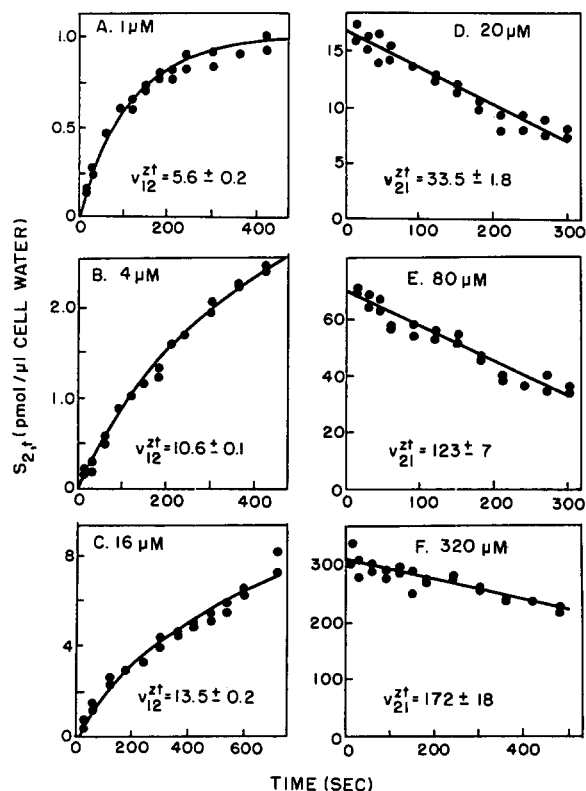 A. 1 μM
1.0
0.5
0
0 200 400
v₁₂ᶻᵗ = 5.6 ± 0.2
B. 4 μM
2.0
1.0
0
0 200 400
v₁₂ᶻᵗ = 10.6 ± 0.1
C. 16 μM
8
4
0
0 200 400 600
v₁₂ᶻᵗ = 13.5 ± 0.2
D. 20 μM
15
10
5
0
0 100 200 300
v₂₁ᶻᵗ = 33.5 ± 1.8
E. 80 μM
60
40
20
0
0 100 200 300
v₂₁ᶻᵗ = 123 ± 7
F. 320 μM
300
200
100
0
0 200 400
v₂₁ᶻᵗ = 172 ± 18
S₂,ₜ (pmol/μl CELL WATER)
TIME (SEC)